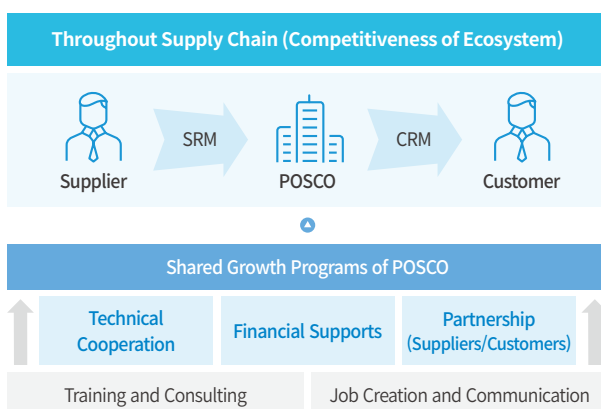 Throughout Supply Chain (Competitiveness of Ecosystem)
SRM
CRM
Supplier
POSCO
Customer
Shared Growth Programs of POSCO
Technical
Cooperation
Financial Supports
Partnership
(Suppliers/Customers)
Training and Consulting
Job Creation and Communication